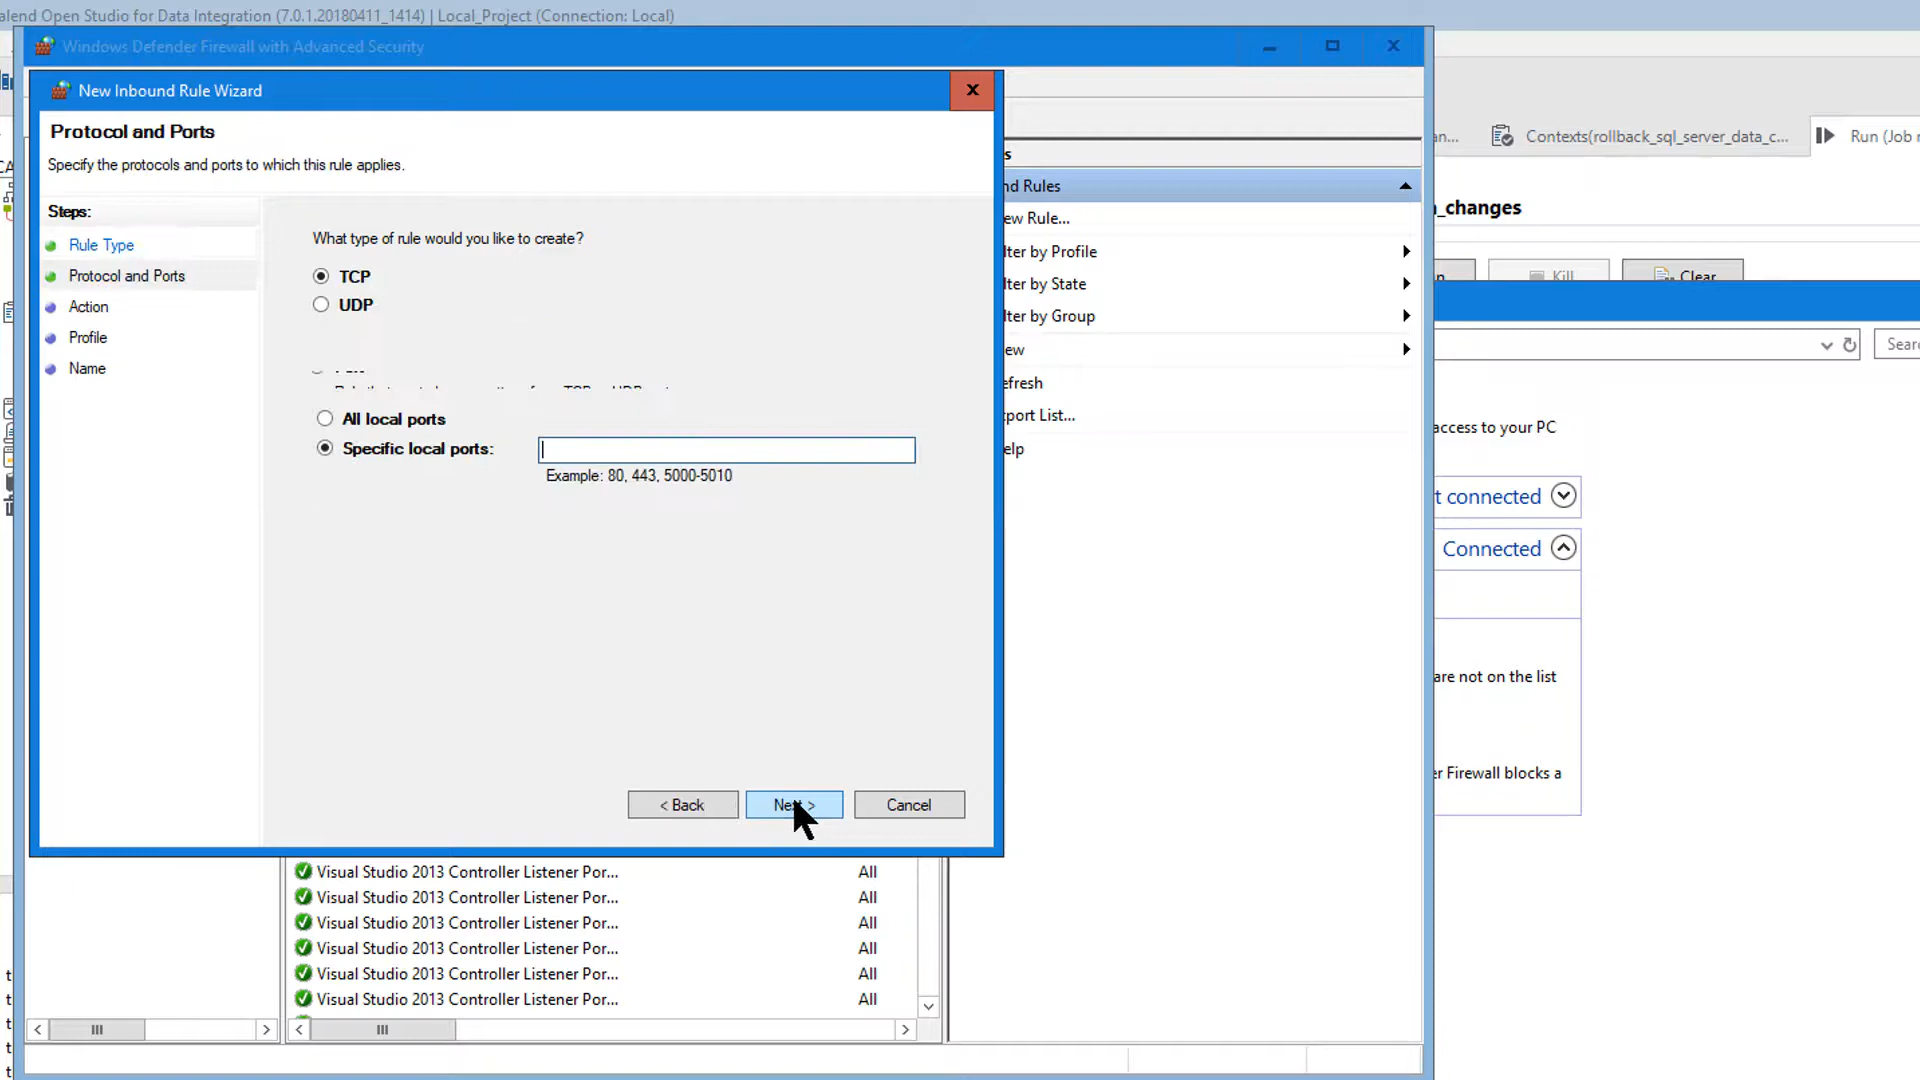 alend Open Studio for Data Integration (7.0.1.20180411_1414) | Local_Project (Connection: Local)
Windows Defender Firewall with Advanced Security
New Inbound Rule Wizard
Protocol and Ports
Specify the protocols and ports to which this rule applies.
Steps:
Rule Type
Protocol and Ports
Action
Profile
Name
What type of rule would you like to create?
TCP
UDP
All local ports
Specific local ports:
Example: 80, 443, 5000-5010
< Back
Next >
Cancel
s
nd Rules
ew Rule...
lter by Profile
lter by State
lter by Group
ew
efresh
port List...
elp
an...
Contexts(rollback_sql_server_data_c...
Run (Job r
_changes
n
Kill
Clear
Searc
access to your PC
t connected
Connected
are not on the list
er Firewall blocks a
Visual Studio 2013 Controller Listener Por... All
Visual Studio 2013 Controller Listener Por... All
Visual Studio 2013 Controller Listener Por... All
Visual Studio 2013 Controller Listener Por... All
Visual Studio 2013 Controller Listener Por... All
Visual Studio 2013 Controller Listener Por... All
CA
t
t
t
t
t